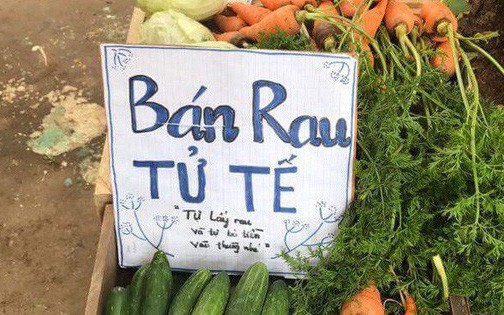 Bán Rau
TỬ TẾ
"Tự lấy rau
và tự bỏ tiền
vào thùng nhé"